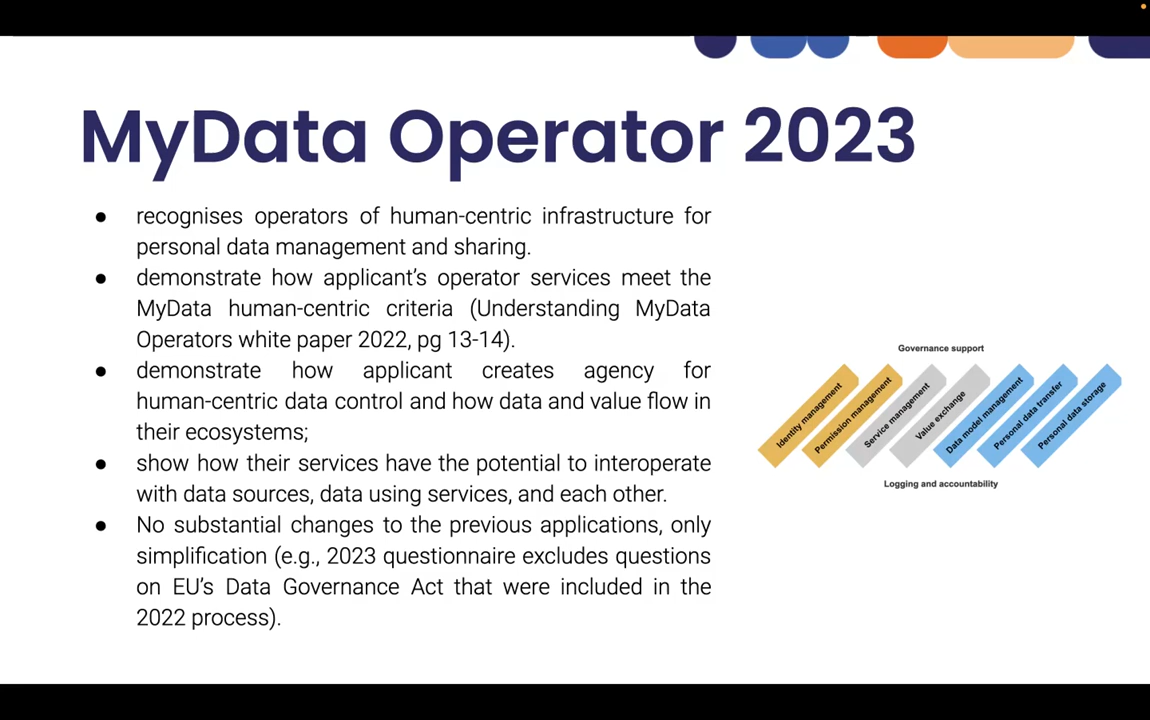 MyData Operator 2023
● recognises operators of human-centric infrastructure for
personal data management and sharing.
● demonstrate how applicant's operator services meet the
MyData human-centric criteria (Understanding MyData
Operators white paper 2022, pg 13-14).
● demonstrate how applicant creates agency for
human-centric data control and how data and value flow in
their ecosystems;
● show how their services have the potential to interoperate
with data sources, data using services, and each other.
● No substantial changes to the previous applications, only
simplification (e.g., 2023 questionnaire excludes questions
on EU's Data Governance Act that were included in the
2022 process).
Governance support
Identity management
Permission management
Service management
Value exchange
Data model management
Personal data transfer
Personal data storage
Logging and accountability